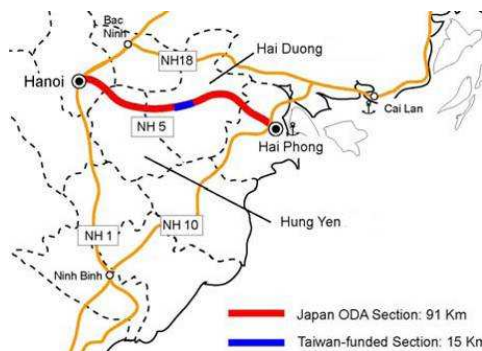 Bac
Ninh
Hai Duong
NH18
Hanoi
Cai Lan
NH 5
Hai Phong
Hung Yen
NH 10
NH 1
Ninh Binh
Japan ODA Section: 91 Km
Taiwan-funded Section: 15 Km